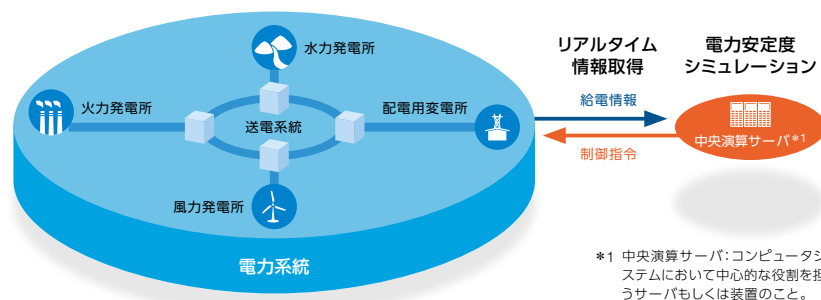 水力発電所
火力発電所
送電系統
配電用変電所
風力発電所
電力系統
リアルタイム
情報取得
給電情報
制御指令
電力安定度
シミュレーション
中央演算サーバ*1
*1 中央演算サーバ：コンピュータシ
ステムにおいて中心的な役割を担
うサーバもしくは装置のこと。